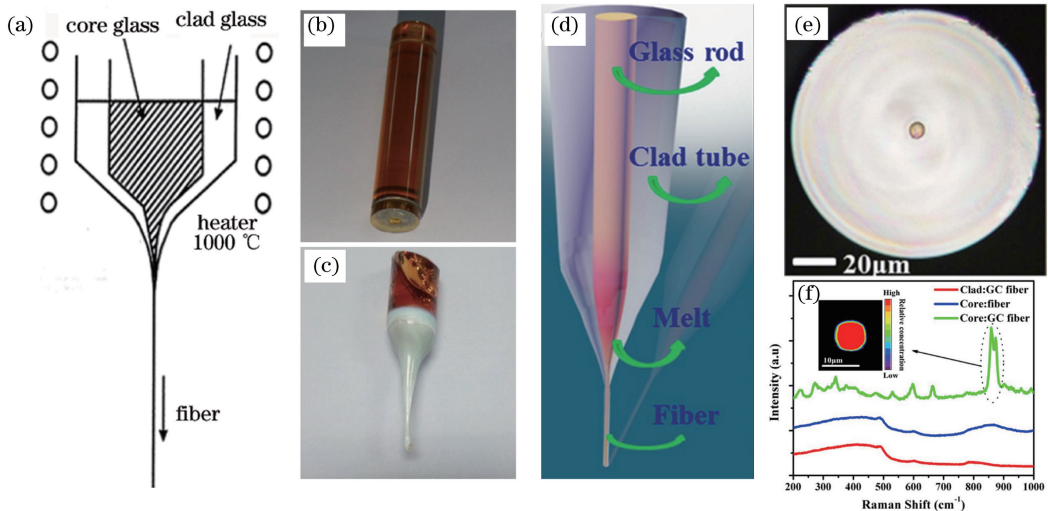 (a)
core glass
clad glass
heater
1000 ℃
fiber
(b)
(c)
(d)
Glass rod
Clad tube
Melt
Fiber
(e)
20μm
(f)
High
Relative concentration
Low
10μm
Clad:GC fiber
Core:fiber
Core:GC fiber
Intensity (a.u)
200 300 400 500 600 700 800 900 1000
Raman Shift (cm⁻¹)